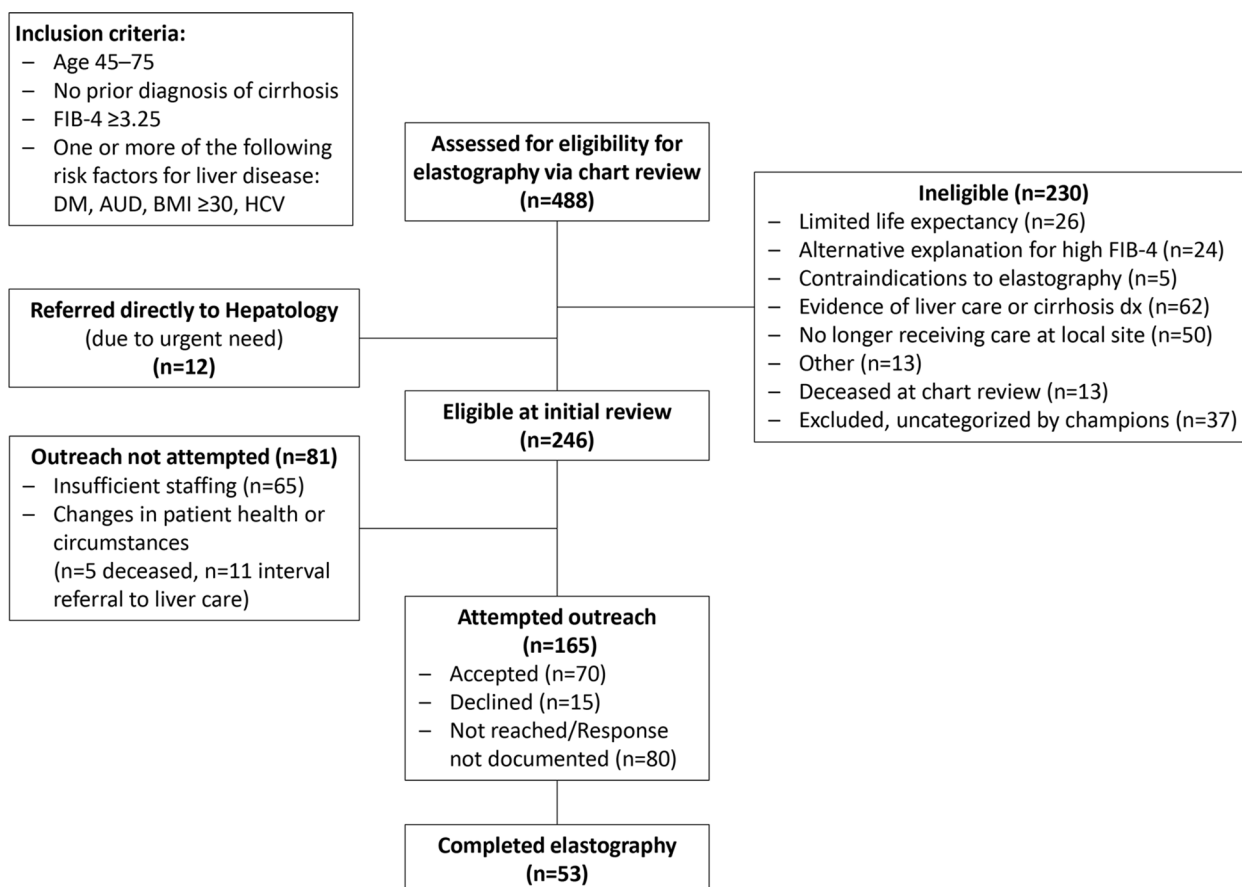 Inclusion criteria:
– Age 45–75
– No prior diagnosis of cirrhosis
– FIB-4 ≥3.25
– One or more of the following
risk factors for liver disease:
DM, AUD, BMI ≥30, HCV
Assessed for eligibility for
elastography via chart review
(n=488)
Ineligible (n=230)
– Limited life expectancy (n=26)
– Alternative explanation for high FIB-4 (n=24)
– Contraindications to elastography (n=5)
– Evidence of liver care or cirrhosis dx (n=62)
– No longer receiving care at local site (n=50)
– Other (n=13)
– Deceased at chart review (n=13)
– Excluded, uncategorized by champions (n=37)
Referred directly to Hepatology
(due to urgent need)
(n=12)
Eligible at initial review
(n=246)
Outreach not attempted (n=81)
– Insufficient staffing (n=65)
– Changes in patient health or
circumstances
(n=5 deceased, n=11 interval
referral to liver care)
Attempted outreach
(n=165)
– Accepted (n=70)
– Declined (n=15)
– Not reached/Response
not documented (n=80)
Completed elastography
(n=53)